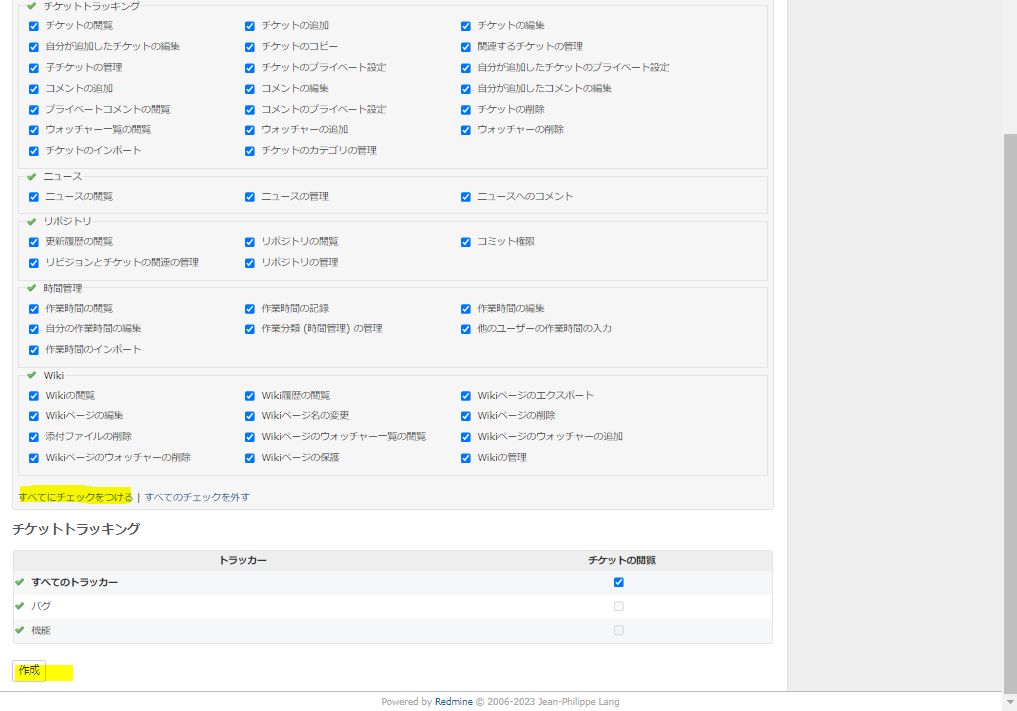 チケットトラッキング
チケットの閲覧 チケットの追加 チケットの編集
自分が追加したチケットの編集 チケットのコピー 関連するチケットの管理
子チケットの管理 チケットのプライベート設定 自分が追加したチケットのプライベート設定
コメントの追加 コメントの編集 自分が追加したコメントの編集
プライベートコメントの閲覧 コメントのプライベート設定 チケットの削除
ウォッチャー一覧の閲覧 ウォッチャーの追加 ウォッチャーの削除
チケットのインポート チケットのカテゴリの管理
ニュース
ニュースの閲覧 ニュースの管理 ニュースへのコメント
リポジトリ
更新履歴の閲覧 リポジトリの閲覧 コミット権限
リビジョンとチケットの関連の管理 リポジトリの管理
時間管理
作業時間の閲覧 作業時間の記録 作業時間の編集
自分の作業時間の編集 作業分類 (時間管理) の管理 他のユーザーの作業時間の入力
作業時間のインポート
Wiki
Wikiの閲覧 Wiki履歴の閲覧 Wikiページのエクスポート
Wikiページの編集 Wikiページ名の変更 Wikiページの削除
添付ファイルの削除 Wikiページのウォッチャー一覧の閲覧 Wikiページのウォッチャーの追加
Wikiページのウォッチャーの削除 Wikiページの保護 Wikiの管理
すべてにチェックをつける | すべてのチェックを外す
チケットトラッキング
トラッカー チケットの閲覧
すべてのトラッカー
バグ
機能
作成
Powered by Redmine © 2006-2023 Jean-Philippe Lang